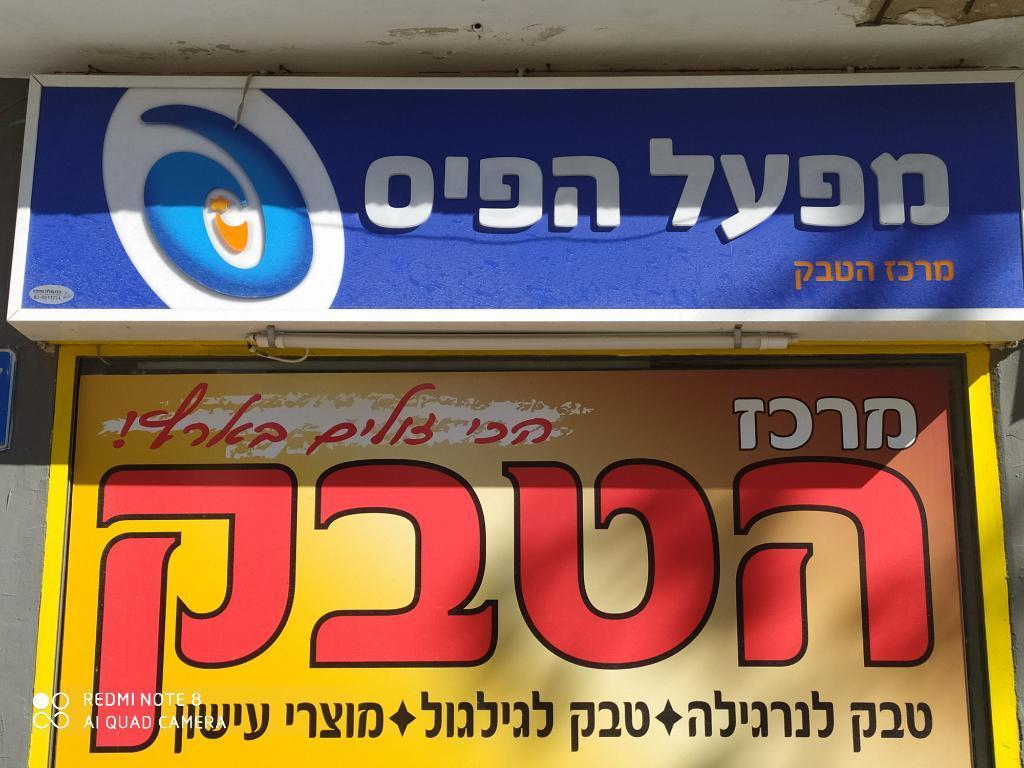 מפעל הפיס
מרכז הטבק
הכי זולים בארץ!
מרכז
הטבק
טבק לנרגילה✦טבק לגילגול✦מוצרי עישון
REDMI NOTE 8
AI QUAD CAMERA